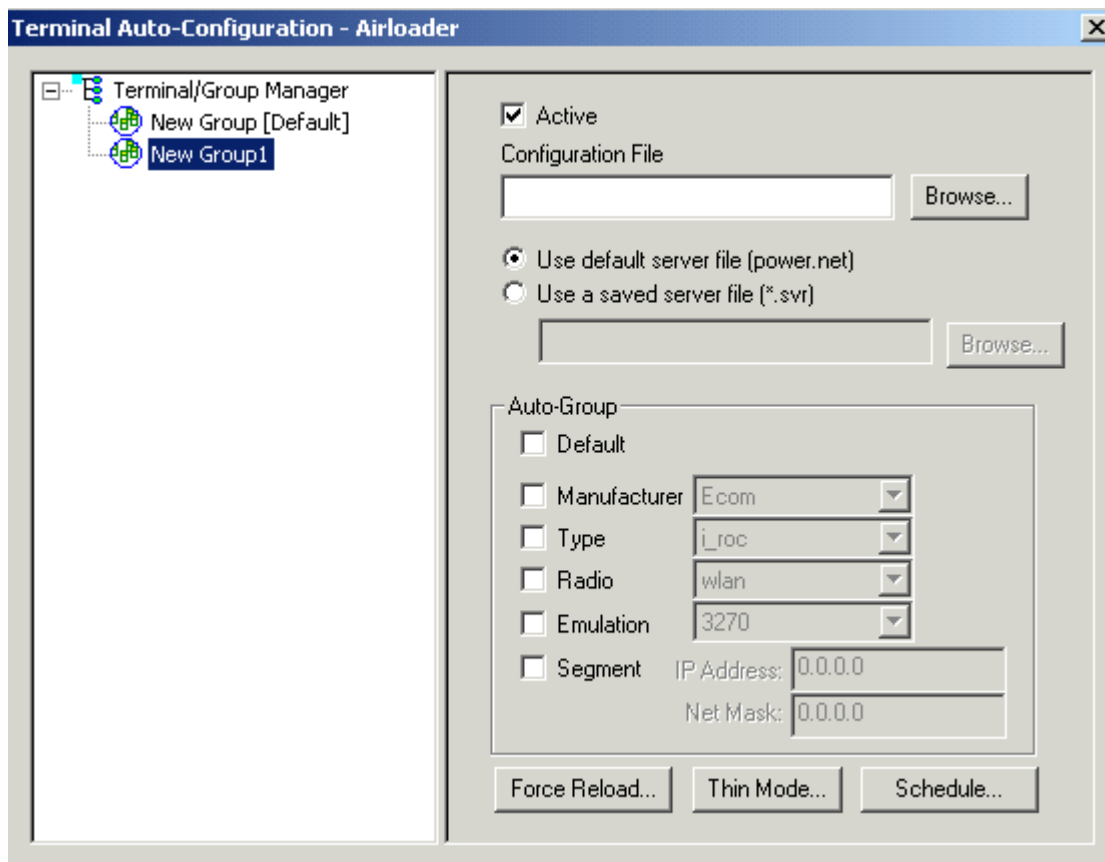 Terminal Auto-Configuration - Airloader
Terminal/Group Manager
New Group [Default]
New Group1
Active
Configuration File
Browse...
Use default server file (power.net)
Use a saved server file (*.svr)
Browse...
Auto-Group
Default
Manufacturer Ecom
Type i_roc
Radio wlan
Emulation 3270
Segment IP Address: 0.0.0.0
Net Mask: 0.0.0.0
Force Reload... Thin Mode... Schedule...